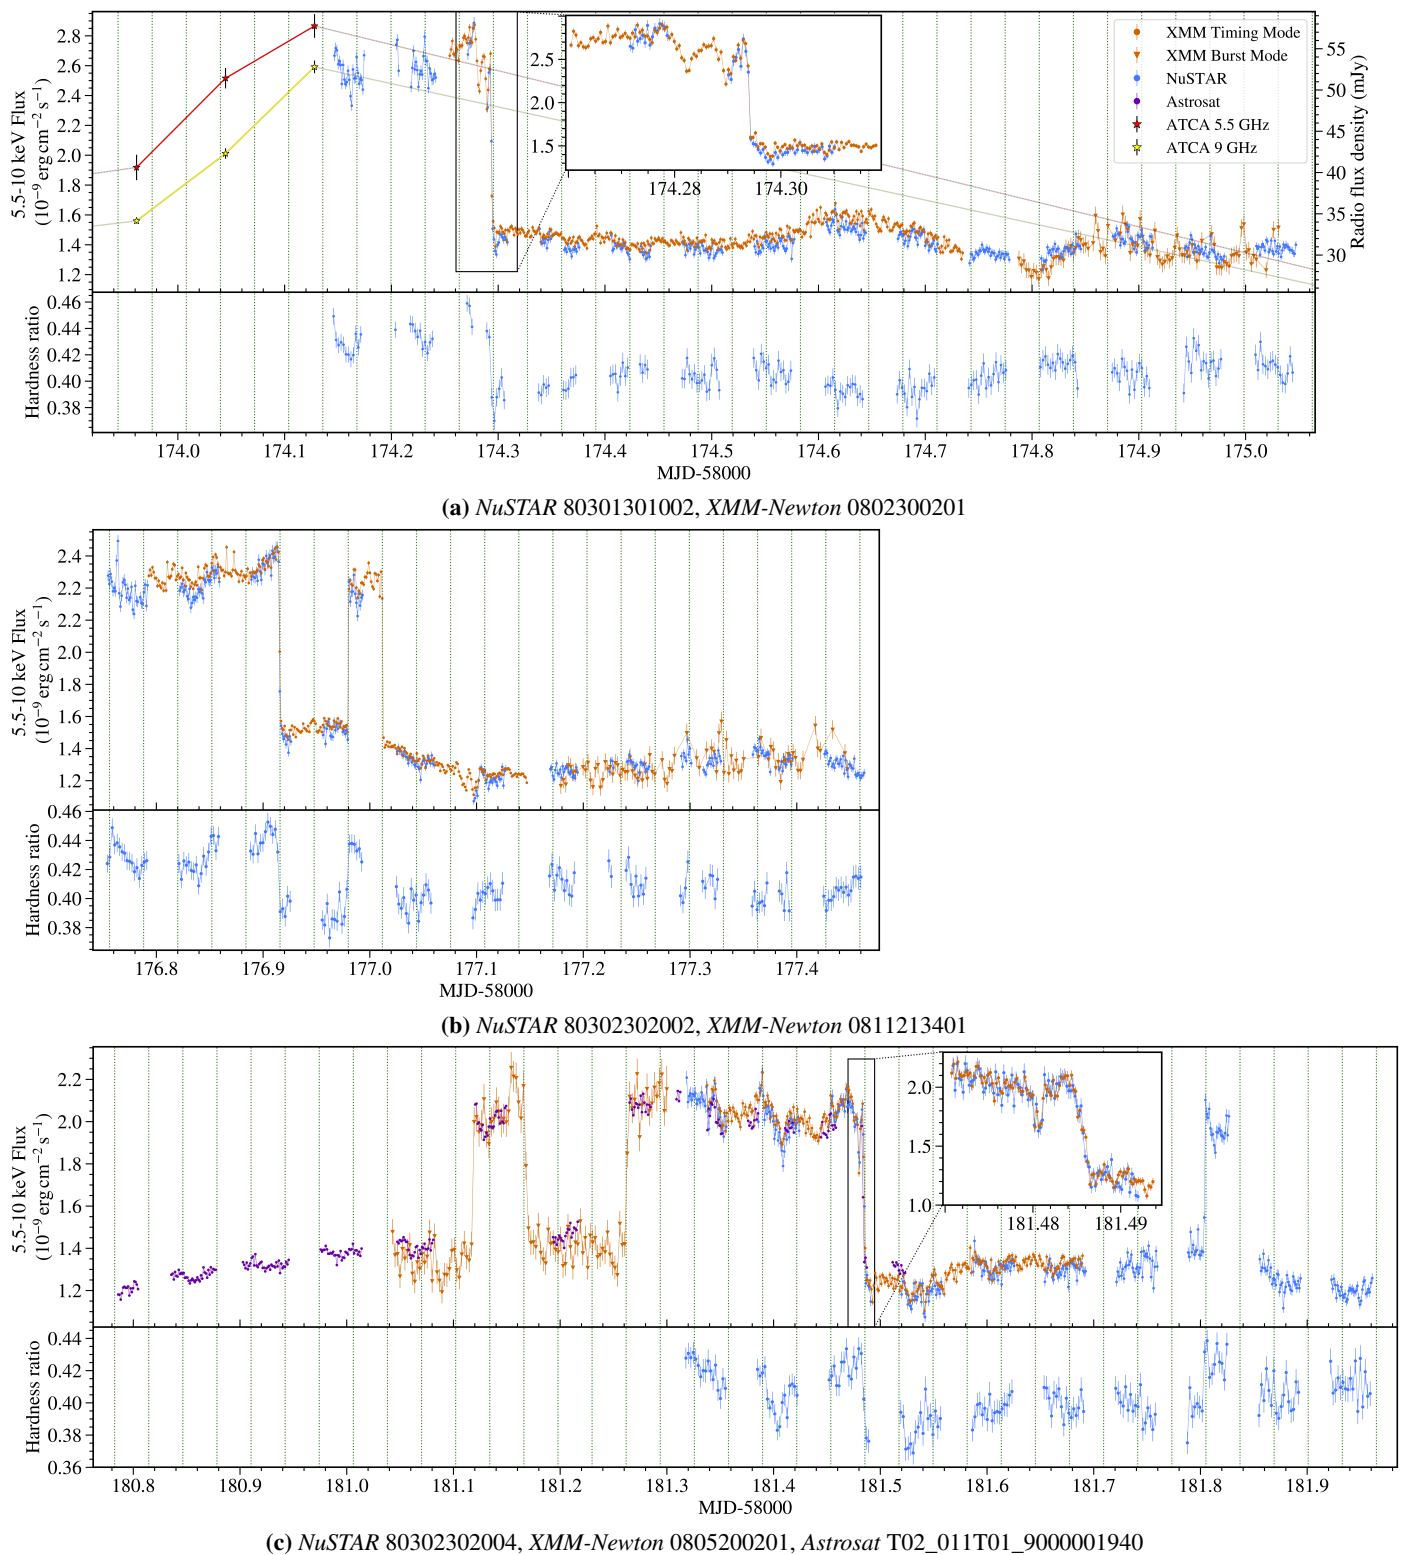 2.8
2.6
2.4
2.2
2.0
1.8
1.6
1.4
1.2
5.5-10 keV Flux
(10⁻⁹ erg cm⁻² s⁻¹)
2.5
2.0
1.5
174.28 174.30
XMM Timing Mode
XMM Burst Mode
NuSTAR
Astrosat
ATCA 5.5 GHz
ATCA 9 GHz
55
50
45
40
35
30
Radio flux density (mJy)
0.46
0.44
0.42
0.40
0.38
Hardness ratio
174.0 174.1 174.2 174.3 174.4 174.5 174.6 174.7 174.8 174.9 175.0
MJD-58000
(a) NuSTAR 80301301002, XMM-Newton 0802300201
2.4
2.2
2.0
1.8
1.6
1.4
1.2
5.5-10 keV Flux
(10⁻⁹ erg cm⁻² s⁻¹)
0.46
0.44
0.42
0.40
0.38
Hardness ratio
176.8 176.9 177.0 177.1 177.2 177.3 177.4
MJD-58000
(b) NuSTAR 80302302002, XMM-Newton 0811213401
2.2
2.0
1.8
1.6
1.4
1.2
5.5-10 keV Flux
(10⁻⁹ erg cm⁻² s⁻¹)
2.0
1.5
1.0
181.48 181.49
0.44
0.42
0.40
0.38
0.36
Hardness ratio
180.8 180.9 181.0 181.1 181.2 181.3 181.4 181.5 181.6 181.7 181.8 181.9
MJD-58000
(c) NuSTAR 80302302004, XMM-Newton 0805200201, Astrosat T02_011T01_9000001940